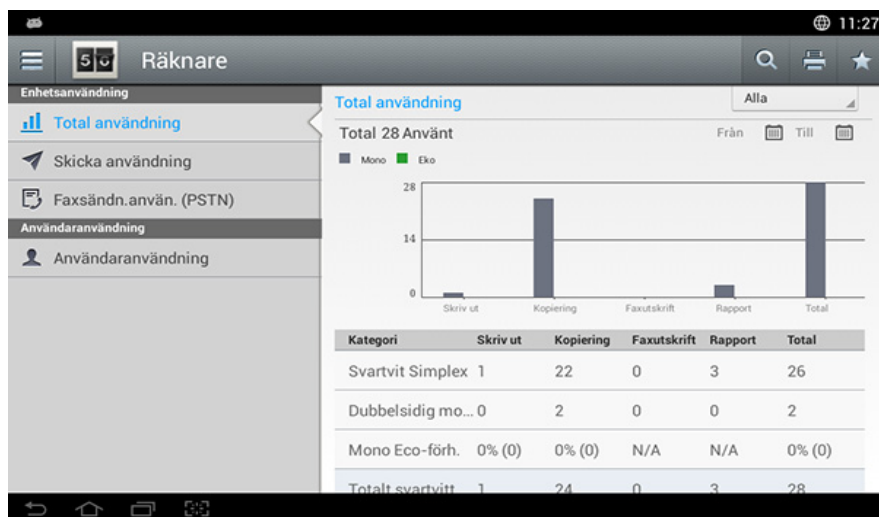 11:27
50 Räknare
Enhetsanvändning
Total användning
Skicka användning
Faxsändn.använ. (PSTN)
Användaranvändning
Användaranvändning
Total användning Alla
Total 28 Använt Från Till
Mono Eko
28
14
0
Skriv ut Kopiering Faxutskrift Rapport Total
Kategori Skriv ut Kopiering Faxutskrift Rapport Total
Svartvit Simplex 1 22 0 3 26
Dubbelsidig mo... 0 2 0 0 2
Mono Eco-förh. 0% (0) 0% (0) N/A N/A 0% (0)
Totalt svartvitt 1 24 0 3 28